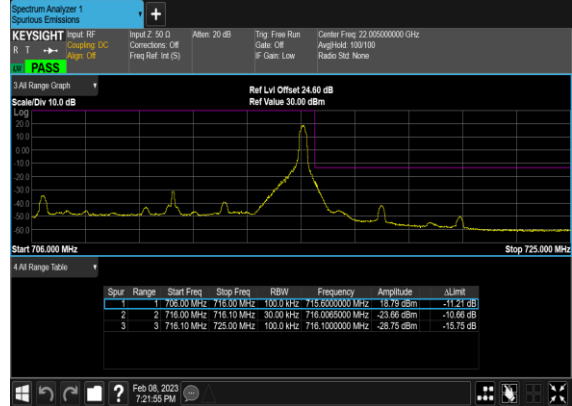 Spectrum Analyzer 1
Spurious Emissions
+
KEYSIGHT
R T
LXI
PASS
Input: RF
Coupling: DC
Align: Off
Input Z: 50 Ω
Corrections: Off
Freq Ref: Int (S)
Atten: 20 dB
Trig: Free Run
Gate: Off
IF Gain: Low
Center Freq: 22.005000000 GHz
Avg|Hold: 100/100
Radio Std: None
3 All Range Graph
Scale/Div 10.0 dB
Ref Lvl Offset 24.60 dB
Ref Value 30.00 dBm
Log
20.0
10.0
0.00
-10.0
-20.0
-30.0
-40.0
-50.0
-60.0
Start 706.000 MHz
Stop 725.000 MHz
4 All Range Table
Spur Range Start Freq Stop Freq RBW Frequency Amplitude ΔLimit
1 1 706.00 MHz 716.00 MHz 100.0 kHz 715.6000000 MHz 18.79 dBm -11.21 dB
2 2 716.00 MHz 716.10 MHz 30.00 kHz 716.0065000 MHz -23.66 dBm -10.66 dB
3 3 716.10 MHz 725.00 MHz 100.0 kHz 716.1000000 MHz -28.75 dBm -15.75 dB
?
Feb 08, 2023
7:21:55 PM